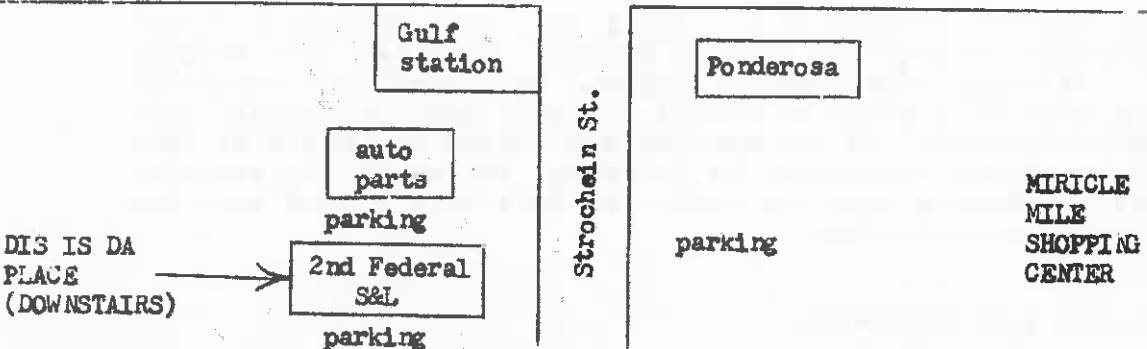 Gulf
station
Ponderosa
Strochein St.
auto
parts
parking
MIRICLE
MILE
SHOPPING
CENTER
parking
DIS IS DA
PLACE
(DOWNSTAIRS)
2nd Federal
S&L
parking